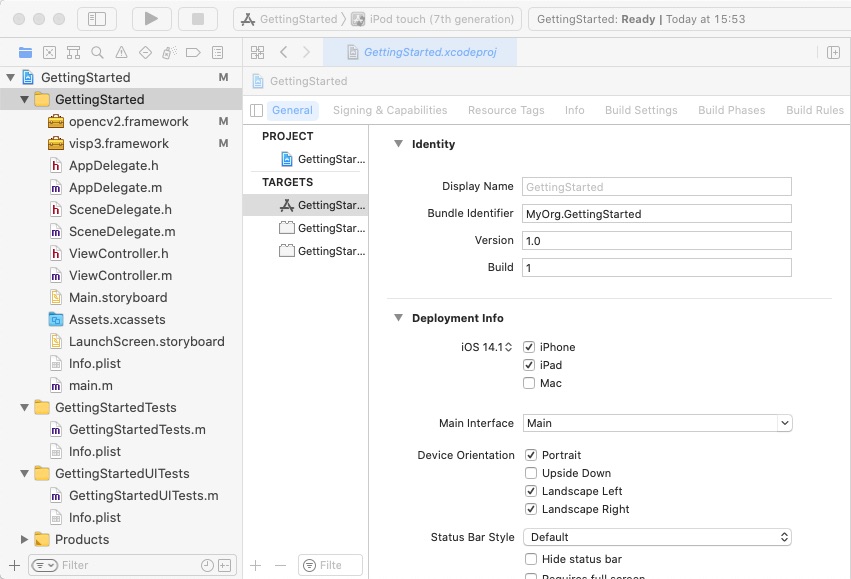 GettingStarted 〉 iPod touch (7th generation)
GettingStarted: Ready | Today at 15:53
GettingStarted M
GettingStarted
opencv2.framework M
visp3.framework M
h AppDelegate.h
m AppDelegate.m
h SceneDelegate.h
m SceneDelegate.m
h ViewController.h
m ViewController.m
Main.storyboard
Assets.xcassets
LaunchScreen.storyboard
Info.plist
m main.m
GettingStartedTests
m GettingStartedTests.m
Info.plist
GettingStartedUITests
m GettingStartedUITests.m
Info.plist
Products
Filter
GettingStarted.xcodeproj
GettingStarted
General Signing & Capabilities Resource Tags Info Build Settings Build Phases Build Rules
PROJECT
GettingStar...
TARGETS
GettingStar...
GettingStar...
GettingStar...
Filte
Identity
Display Name GettingStarted
Bundle Identifier MyOrg.GettingStarted
Version 1.0
Build 1
Deployment Info
iOS 14.1 iPhone
iPad
Mac
Main Interface Main
Device Orientation Portrait
Upside Down
Landscape Left
Landscape Right
Status Bar Style Default
Hide status bar
Requires full screen